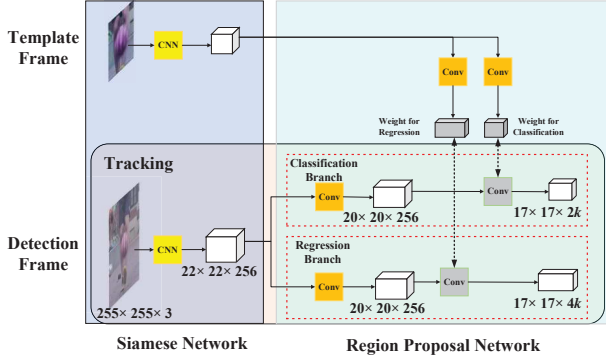 Template
Frame
CNN
Conv
Conv
Weight for
Regression
Weight for
Classification
Tracking
Classification
Branch
Conv
20× 20× 256
Conv
17× 17× 2k
Detection
Frame
CNN
22× 22× 256
255× 255× 3
Regression
Branch
Conv
20× 20× 256
Conv
17× 17× 4k
Siamese Network
Region Proposal Network